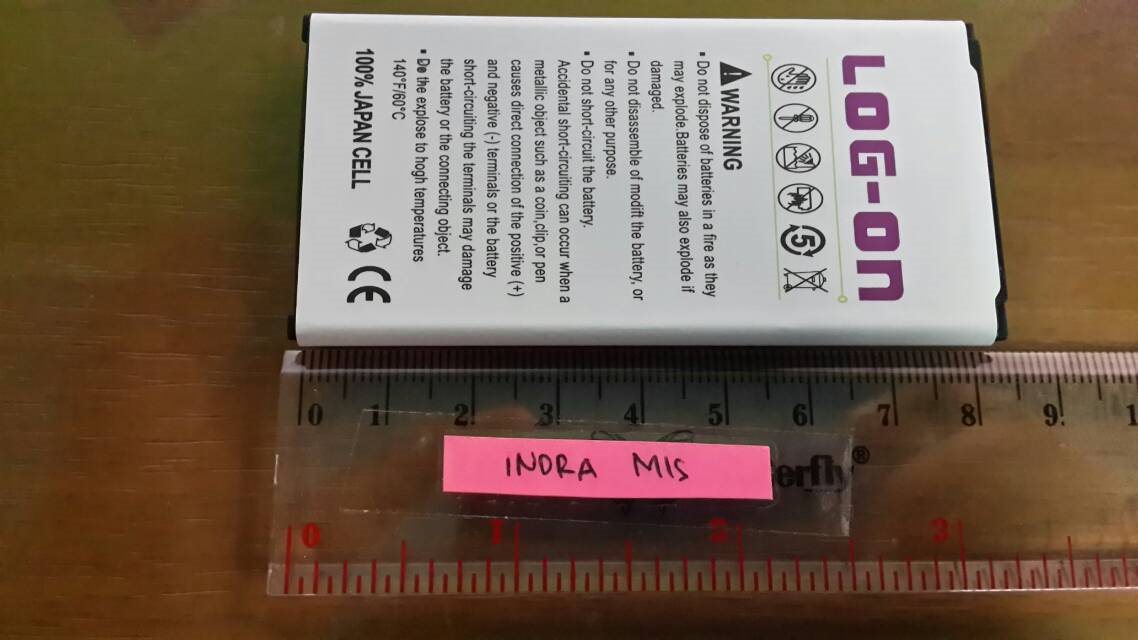 LOG-ON
5
WARNING
▪ Do not dispose of batteries in a fire as they
may explode.Batteries may also explode if
damaged.
▪ Do not disassemble of modift the battery, or
for any other purpose.
▪ Do not short-circuit the battery.
Accidental short-circuiting can occur when a
metallic object such as a coin,clip,or pen
causes direct connection of the positive (+)
and negative (-) terminals or the battery
short-circuiting the terminals may damage
the battery or the connecting object.
▪ De the explose to hogh temperatures
140°F/60°C
100% JAPAN CELL CE
0 1 2 3 4 5 6 7 8 9 1
INDRA MIS
erfly®
0 1 2 3